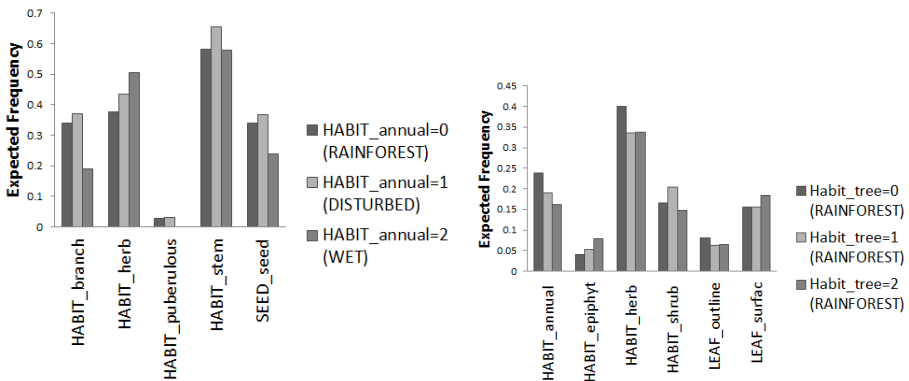 0.7
0.6
0.5
0.4
0.3
0.2
0.1
0
Expected Frequency
HABIT_branch
HABIT_herb
HABIT_puberulous
HABIT_stem
SEED_seed
HABIT_annual=0
(RAINFOREST)
HABIT_annual=1
(DISTURBED)
HABIT_annual=2
(WET)
0.45
0.4
0.35
0.3
0.25
0.2
0.15
0.1
0.05
0
Expected Frequency
HABIT_annual
HABIT_epiphyt
HABIT_herb
HABIT_shrub
LEAF_outline
LEAF_surfac
Habit_tree=0
(RAINFOREST)
Habit_tree=1
(RAINFOREST)
Habit_tree=2
(RAINFOREST)